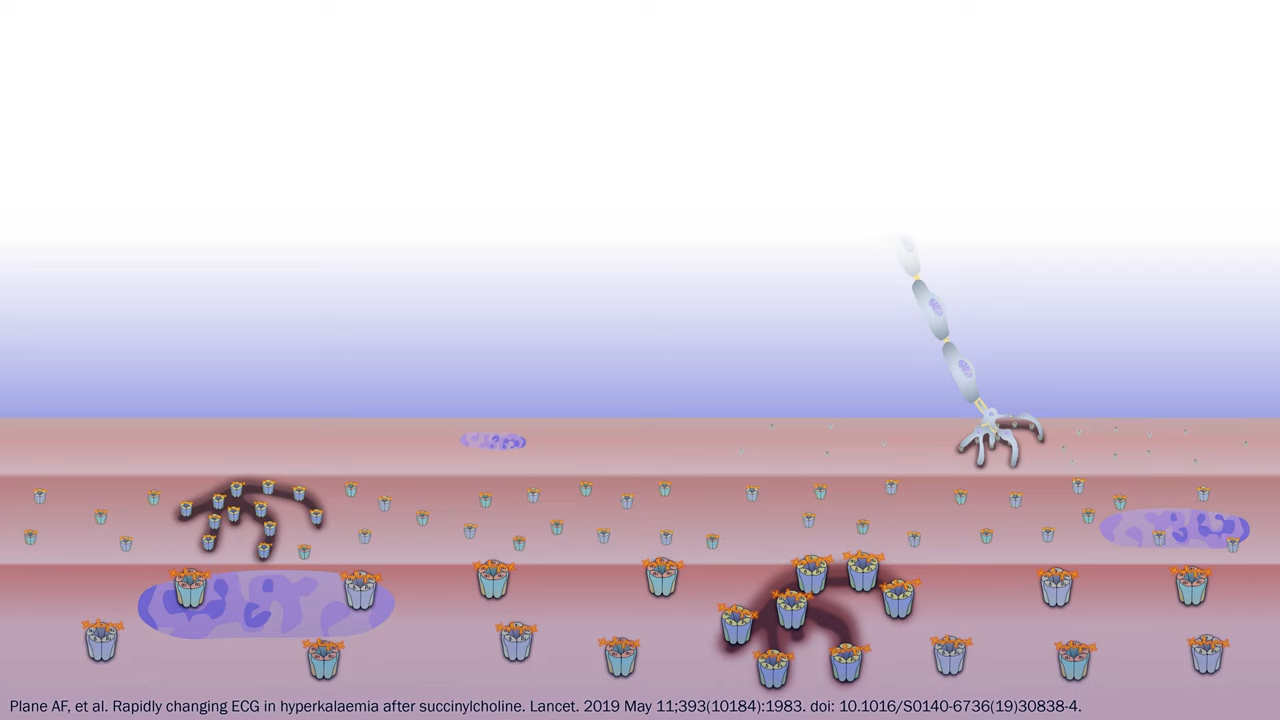 Plane AF, et al. Rapidly changing ECG in hyperkalaemia after succinylcholine. Lancet. 2019 May 11;393(10184):1983. doi: 10.1016/S0140-6736(19)30838-4.